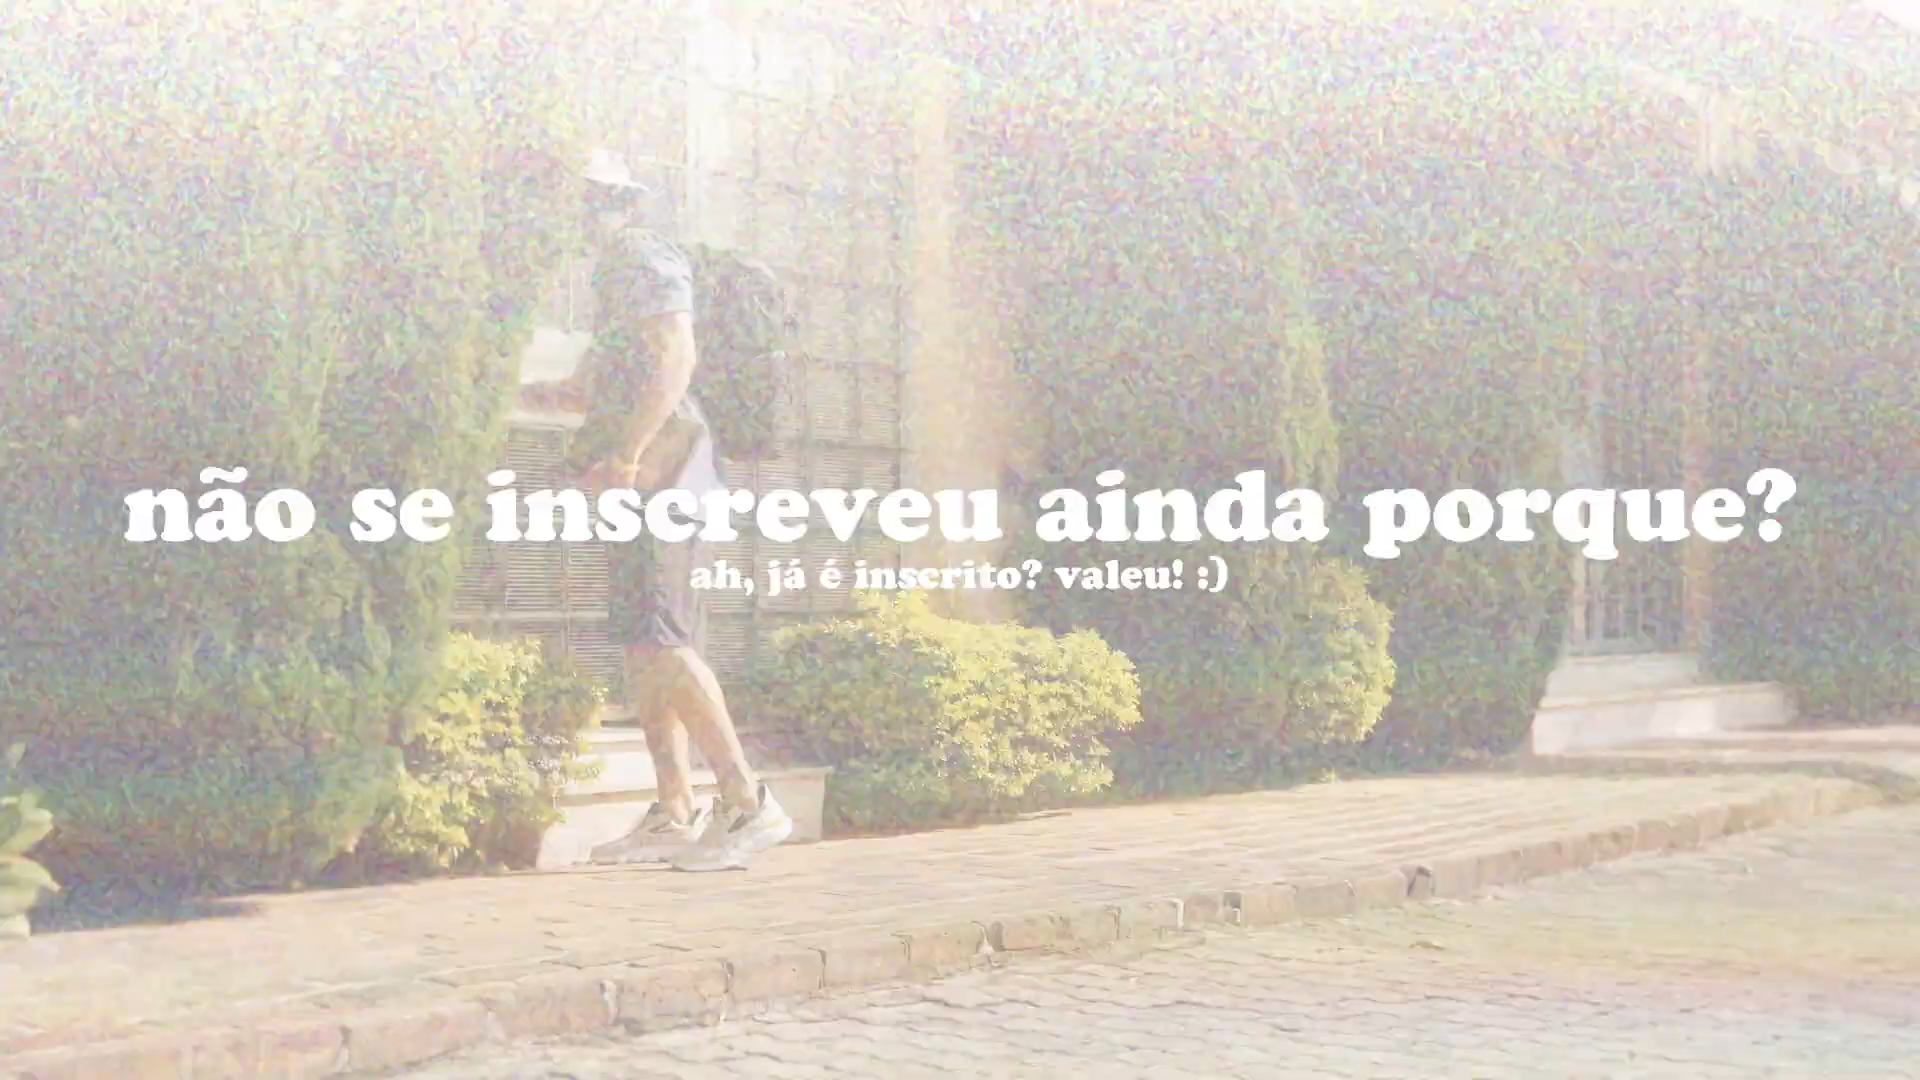 não se inscreveu ainda porque?
ah, já é inscrito? valeu! :)